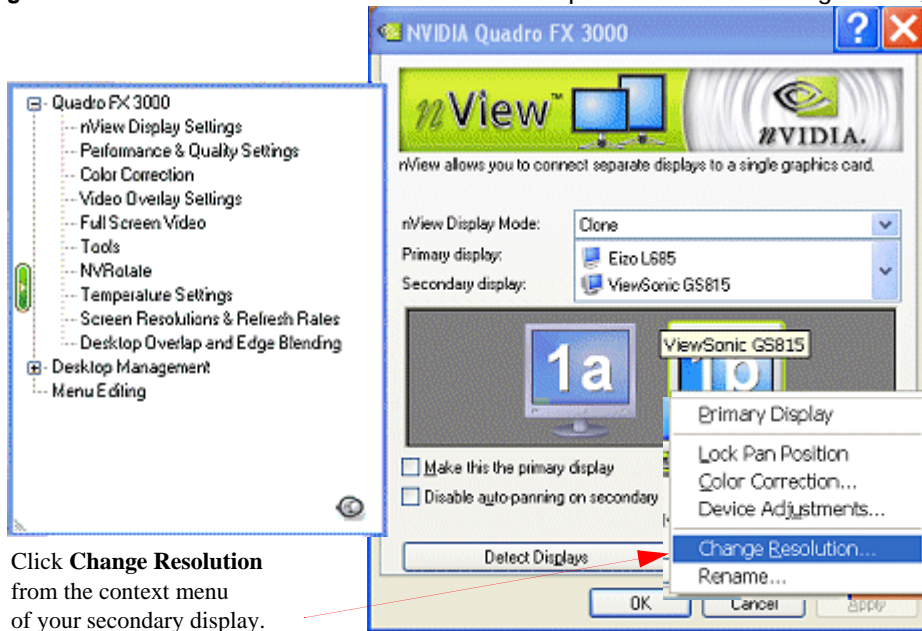 NVIDIA Quadro FX 3000
nView™
nVIDIA.
nView allows you to connect separate displays to a single graphics card.
Quadro FX 3000
nView Display Settings
Performance & Quality Settings
Color Correction
Video Overlay Settings
Full Screen Video
Tools
NVRotate
Temperature Settings
Screen Resolutions & Refresh Rates
Desktop Overlap and Edge Blending
Desktop Management
Menu Editing
nView Display Mode: Clone
Primary display: Eizo L685
Secondary display: ViewSonic GS815
ViewSonic GS815
1a
Primary Display
Lock Pan Position
Color Correction...
Device Adjustments...
Change Resolution...
Rename...
Make this the primary display
Disable auto-panning on secondary
Detect Displays
OK
Cancel
Apply
Click Change Resolution
from the context menu
of your secondary display.